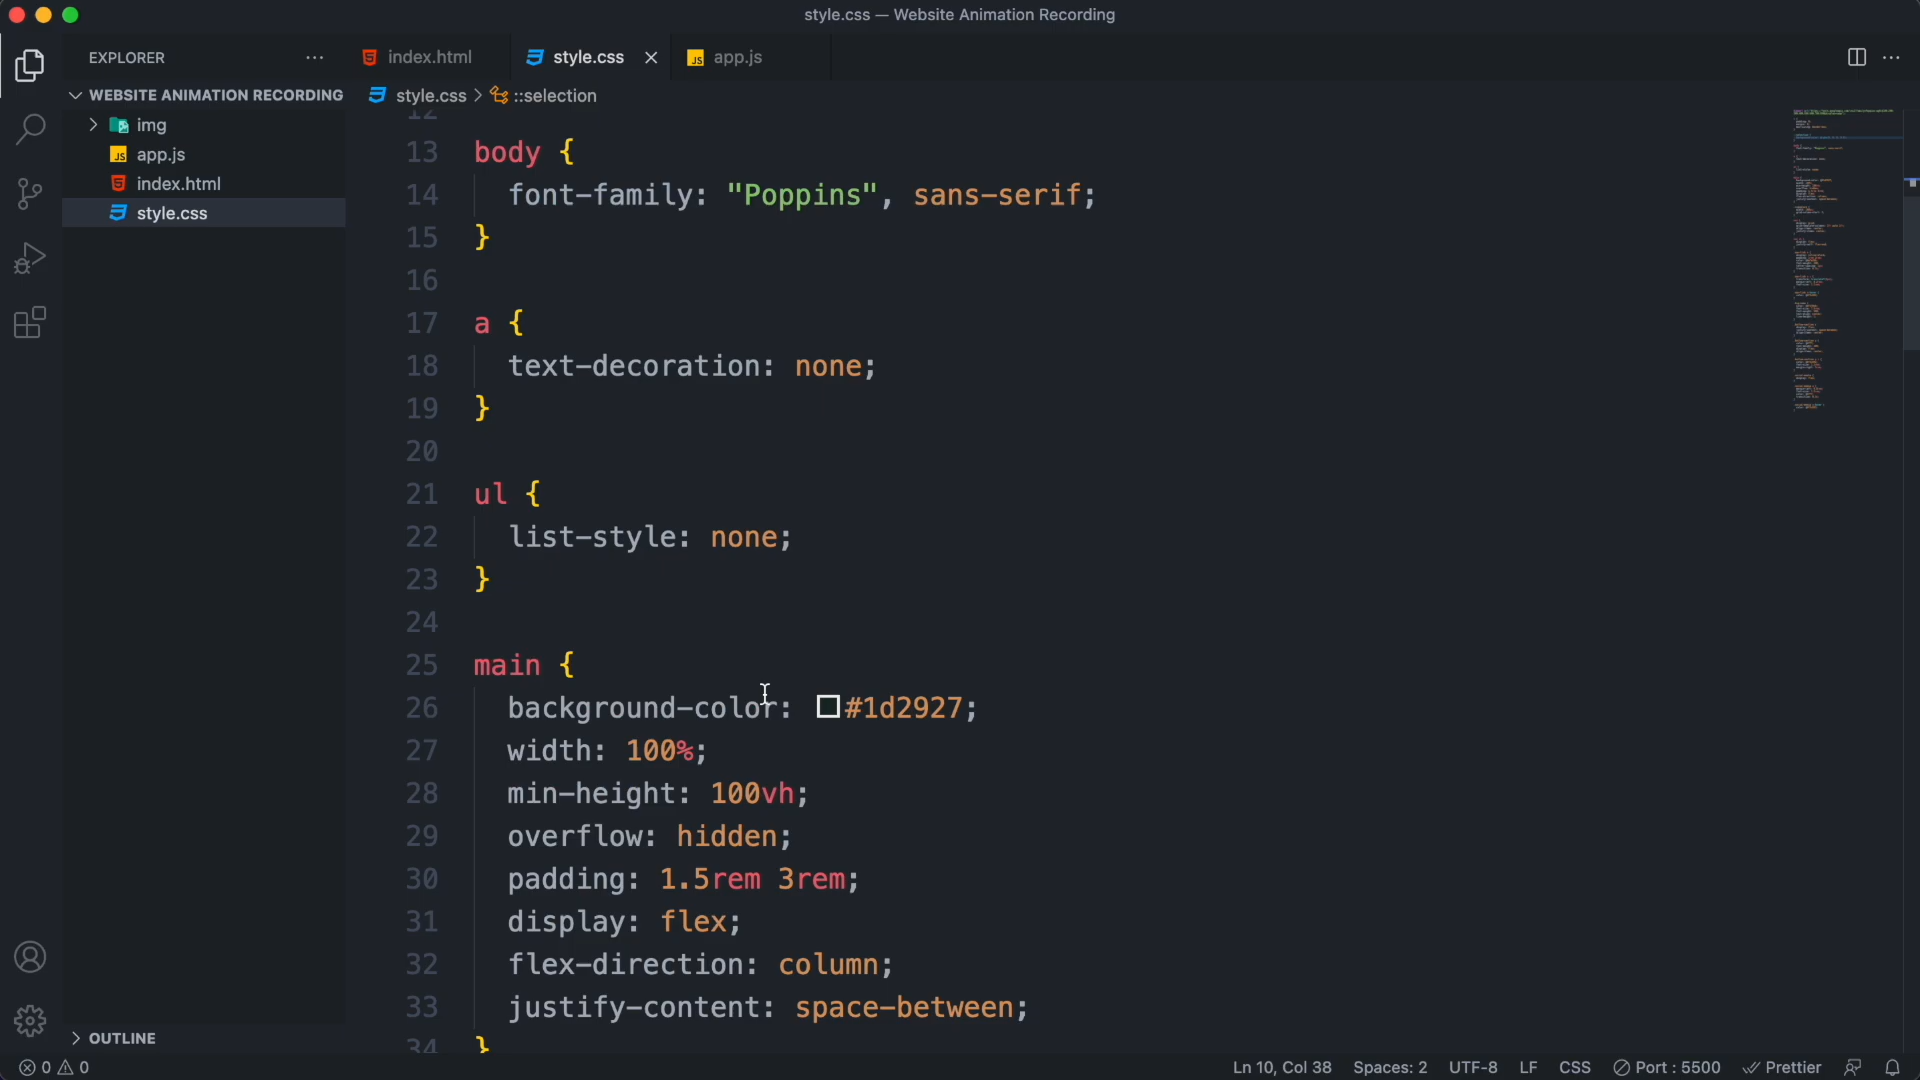 style.css — Website Animation Recording
EXPLORER
index.html
style.css
app.js
WEBSITE ANIMATION RECORDING
style.css > ::selection
img
app.js
index.html
style.css
12
13 body {
14 font-family: "Poppins", sans-serif;
15 }
16
17 a {
18 text-decoration: none;
19 }
20
21 ul {
22 list-style: none;
23 }
24
25 main {
26 background-color: #1d2927;
27 width: 100%;
28 min-height: 100vh;
29 overflow: hidden;
30 padding: 1.5rem 3rem;
31 display: flex;
32 flex-direction: column;
33 justify-content: space-between;
34 }
OUTLINE
0 0 Ln 10, Col 38 Spaces: 2 UTF-8 LF CSS Port : 5500 Prettier